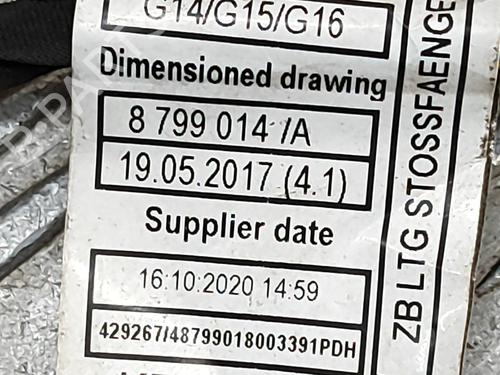 G14/G15/G16
Dimensioned drawing
8 799 014 /A
19.05.2017 (4.1)
Supplier date
16:10:2020 14:59
429267/48799018003391PDH
ZB LTG STOSSFAENGE